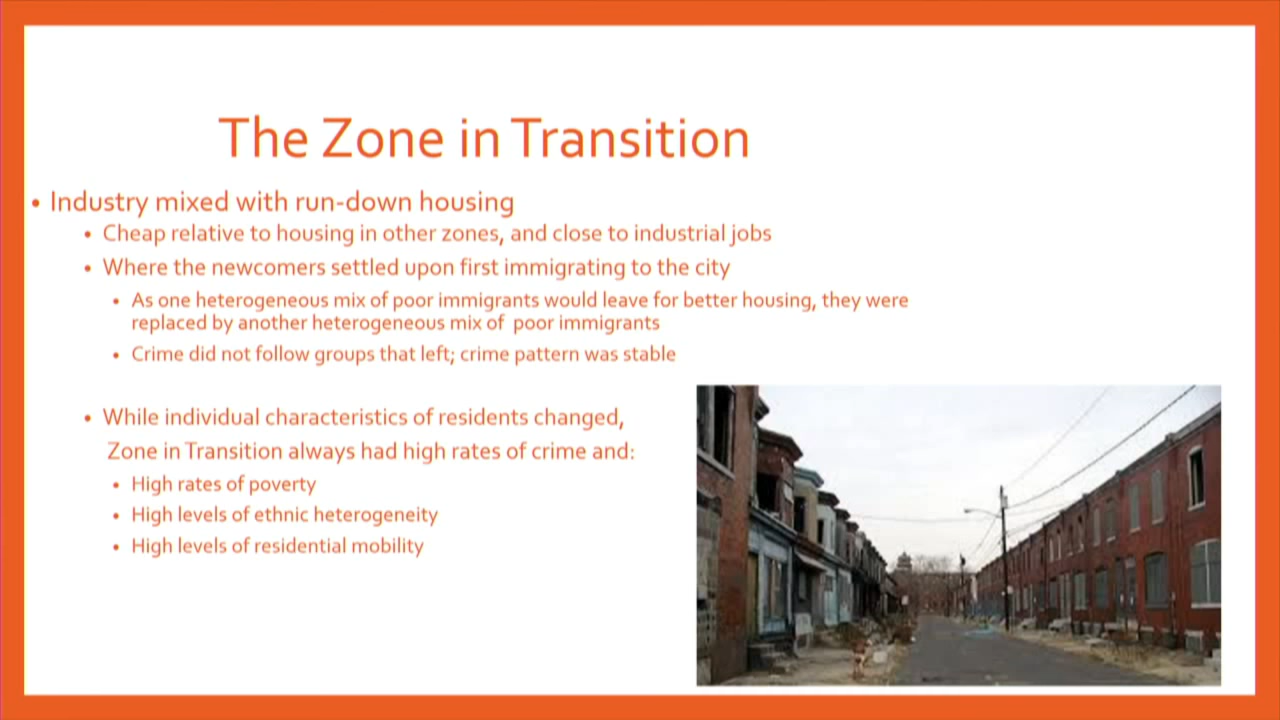 The Zone in Transition
• Industry mixed with run-down housing
• Cheap relative to housing in other zones, and close to industrial jobs
• Where the newcomers settled upon first immigrating to the city
• As one heterogeneous mix of poor immigrants would leave for better housing, they were
replaced by another heterogeneous mix of poor immigrants
• Crime did not follow groups that left; crime pattern was stable
• While individual characteristics of residents changed,
Zone in Transition always had high rates of crime and:
• High rates of poverty
• High levels of ethnic heterogeneity
• High levels of residential mobility